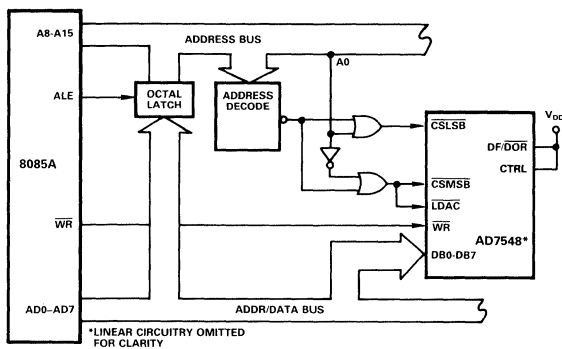 A8-A15
ADDRESS BUS
A0
ALE
OCTAL
LATCH
ADDRESS
DECODE
CSLSB
VDD
DF/DOR
CTRL
8085A
CSMSB
LDAC
WR
WR
AD7548*
DB0-DB7
AD0-AD7
ADDR/DATA BUS
*LINEAR CIRCUITRY OMITTED
FOR CLARITY